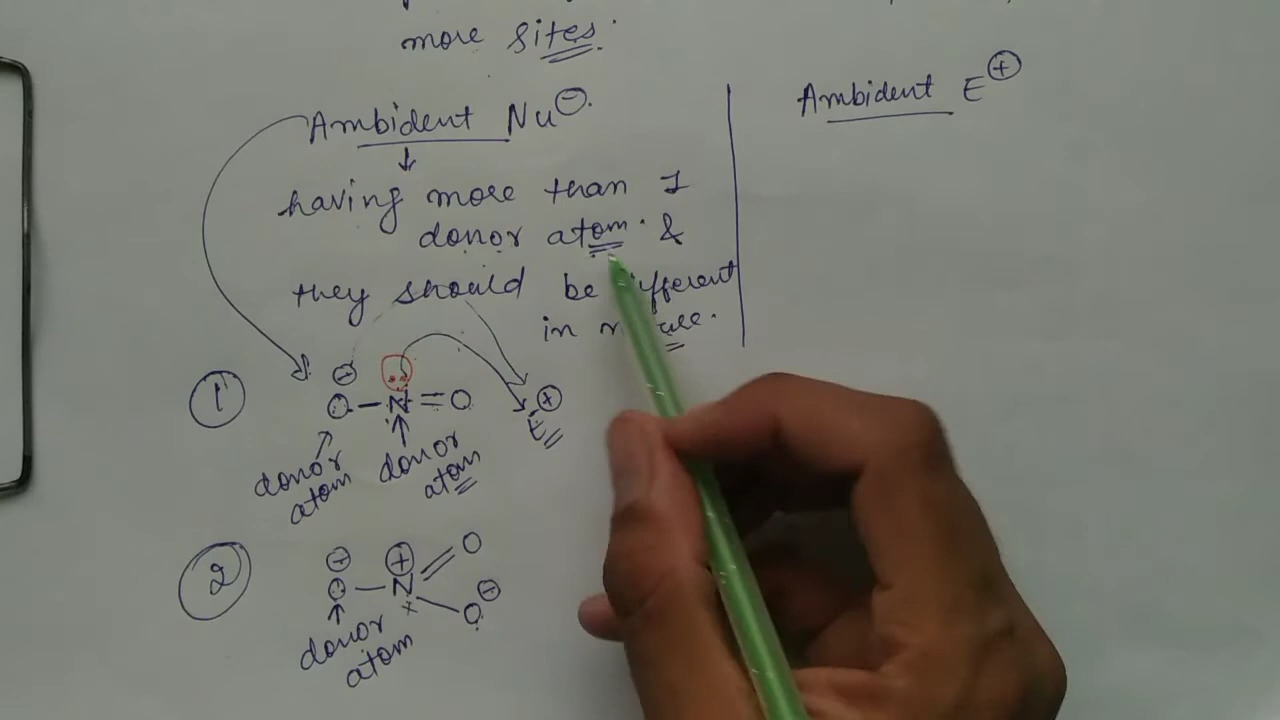 more sites.
Ambident Nu⊖.
having more than 1
donor atom. &
they should be
in
① ⊖O–N̈=O E⊕
donor atom
donor atom
② ⊖O–N⊕=O
O⊖
donor atom
Ambident E⊕